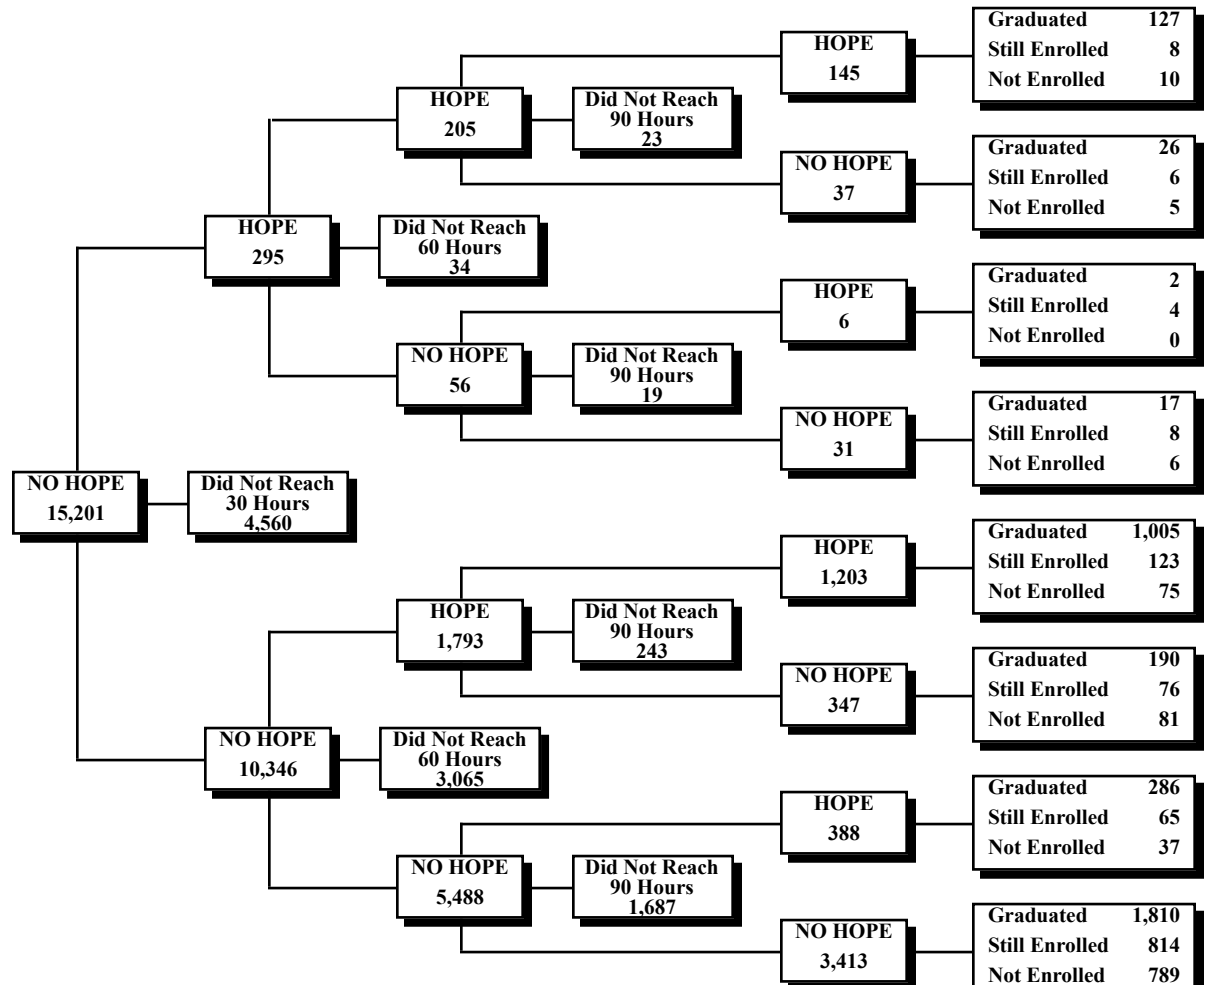 Graduated 127
Still Enrolled 8
Not Enrolled 10
HOPE
145
HOPE
205
Did Not Reach
90 Hours
23
NO HOPE
37
Graduated 26
Still Enrolled 6
Not Enrolled 5
HOPE
295
Did Not Reach
60 Hours
34
HOPE
6
Graduated 2
Still Enrolled 4
Not Enrolled 0
NO HOPE
56
Did Not Reach
90 Hours
19
NO HOPE
31
Graduated 17
Still Enrolled 8
Not Enrolled 6
NO HOPE
15,201
Did Not Reach
30 Hours
4,560
HOPE
1,203
Graduated 1,005
Still Enrolled 123
Not Enrolled 75
HOPE
1,793
Did Not Reach
90 Hours
243
NO HOPE
347
Graduated 190
Still Enrolled 76
Not Enrolled 81
NO HOPE
10,346
Did Not Reach
60 Hours
3,065
HOPE
388
Graduated 286
Still Enrolled 65
Not Enrolled 37
NO HOPE
5,488
Did Not Reach
90 Hours
1,687
NO HOPE
3,413
Graduated 1,810
Still Enrolled 814
Not Enrolled 789